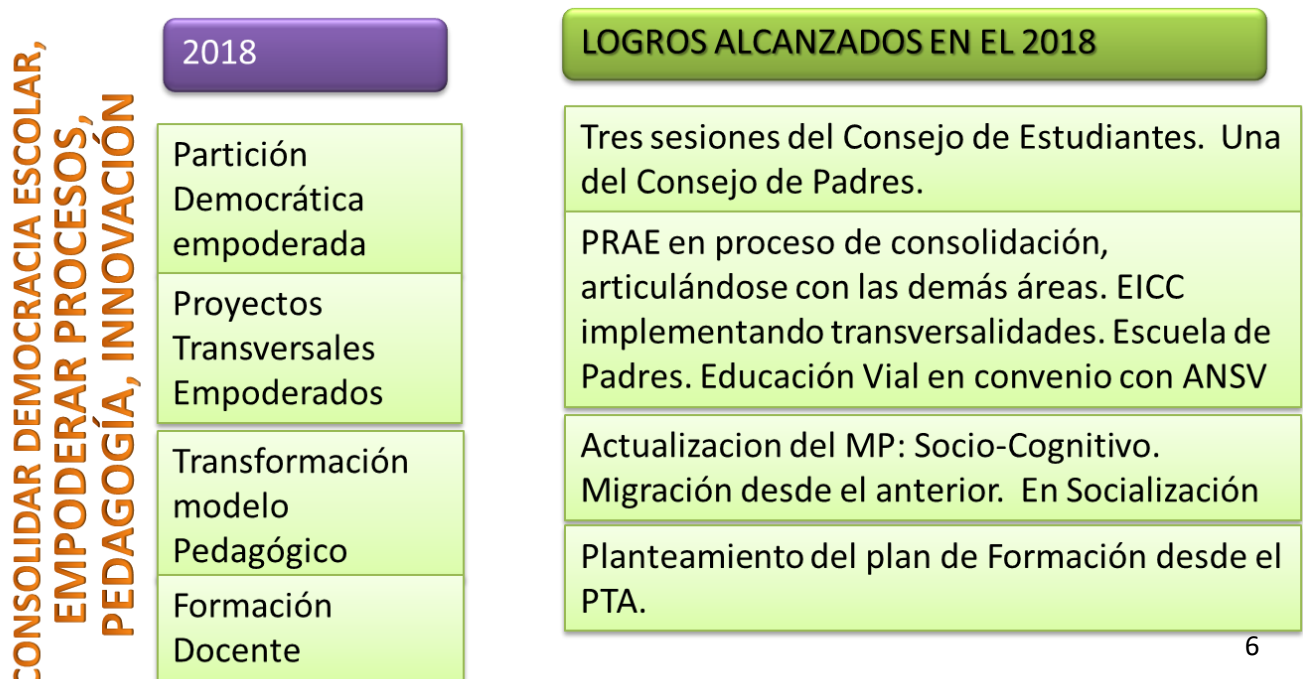 CONSOLIDAR DEMOCRACIA ESCOLAR,
EMPODERAR PROCESOS,
PEDAGOGÍA, INNOVACIÓN
2018
LOGROS ALCANZADOS EN EL 2018
Partición
Democrática
empoderada
Tres sesiones del Consejo de Estudiantes. Una
del Consejo de Padres.
Proyectos
Transversales
Empoderados
PRAE en proceso de consolidación,
articulándose con las demás áreas. EICC
implementando transversalidades. Escuela de
Padres. Educación Vial en convenio con ANSV
Transformación
modelo
Pedagógico
Actualizacion del MP: Socio-Cognitivo.
Migración desde el anterior. En Socialización
Formación
Docente
Planteamiento del plan de Formación desde el
PTA.
6